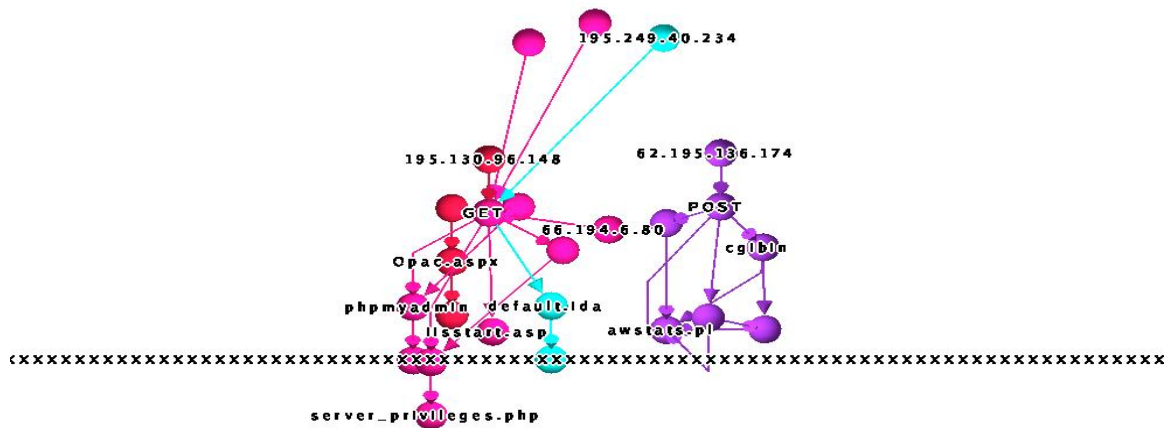 195.249.40.234
195.130.96.148
62.195.136.174
GET
POST
66.194.6.80
cgibin
Opac.aspx
phpmyadmin
default.ida
iisstart.asp
awstats.pl
xxxxxxxxxxxxxxxxxxxxxxxxxxxxxxxxxxxxxxxxxxxxxxxxxxxxxxxxxxxxxxxxxxxxxxxxxxxxxxxxxxxxxxxxxxxxxxx
server_privileges.php